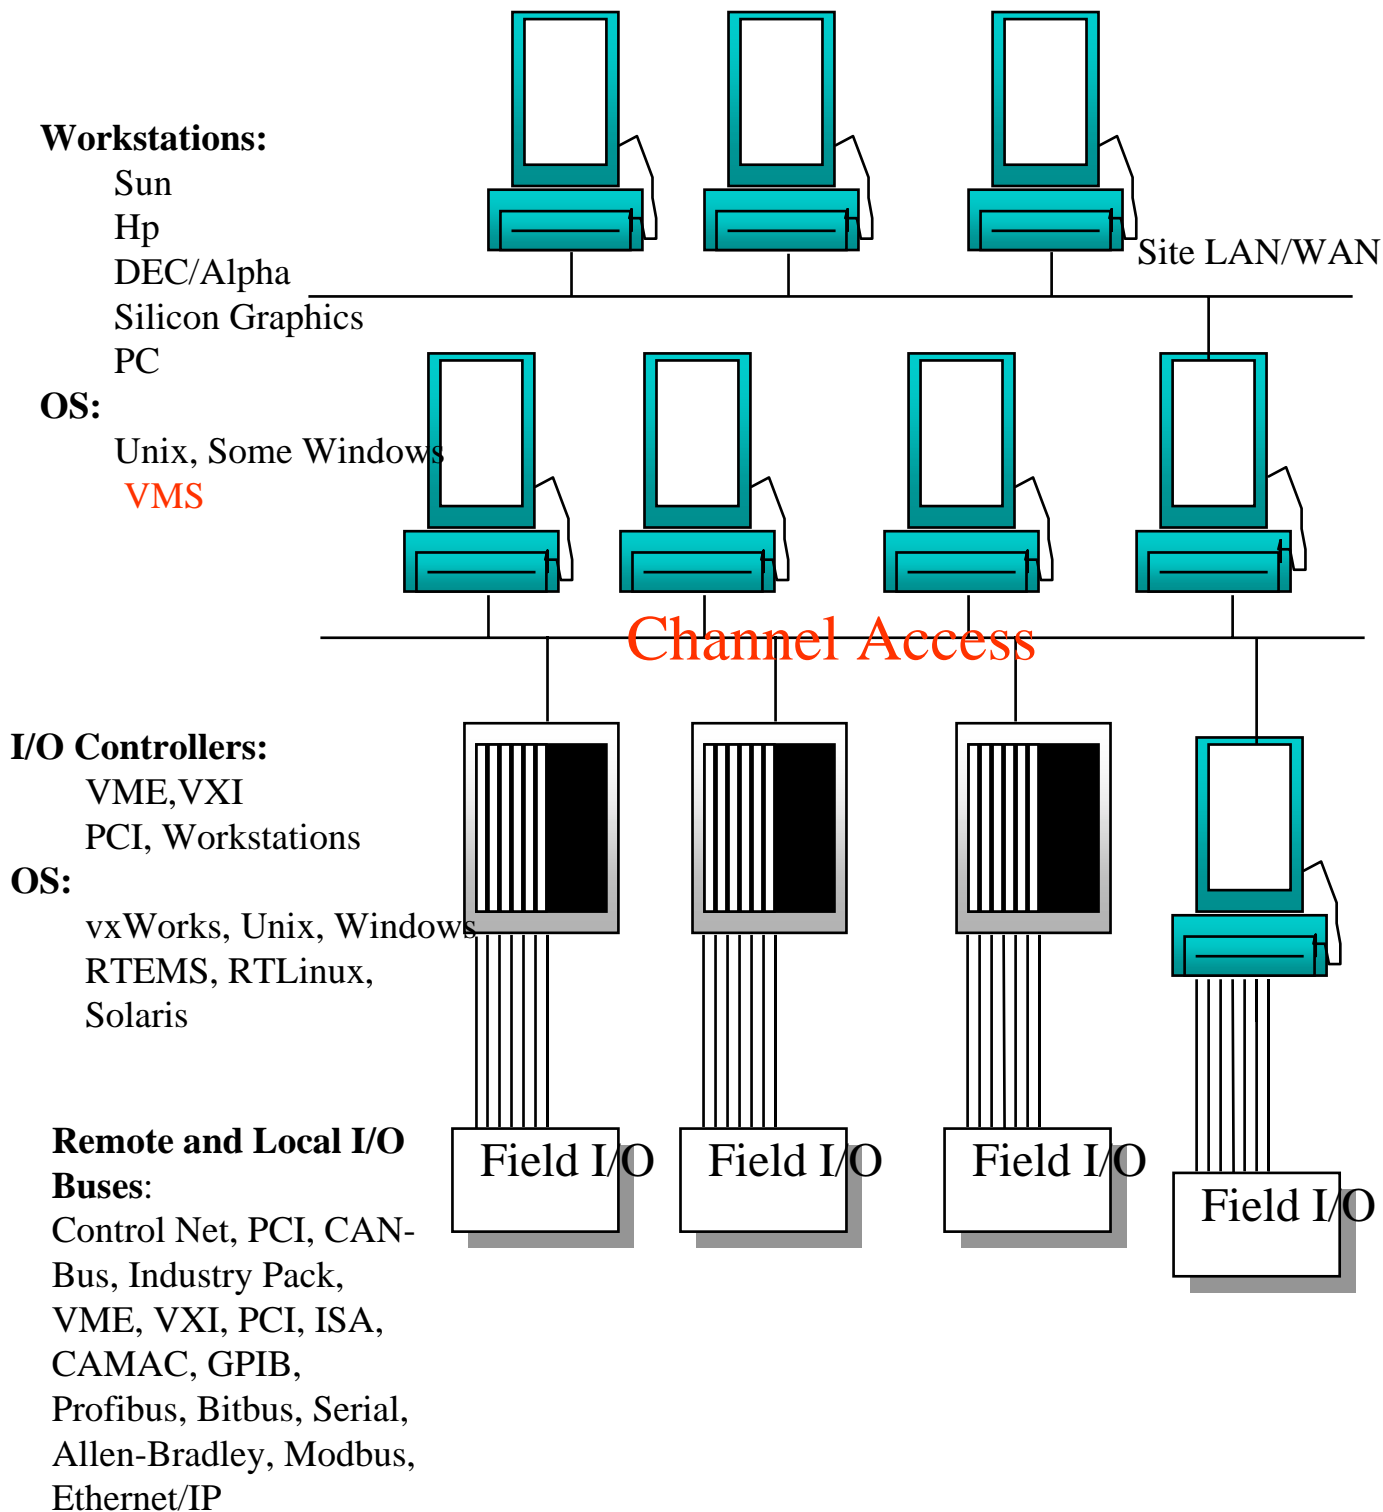 Workstations:
Sun
Hp
DEC/Alpha
Silicon Graphics
PC
OS:
Unix, Some Windows
VMS
Site LAN/WAN
Channel Access
I/O Controllers:
VME,VXI
PCI, Workstations
OS:
vxWorks, Unix, Windows
RTEMS, RTLinux,
Solaris
Remote and Local I/O
Buses:
Control Net, PCI, CAN-
Bus, Industry Pack,
VME, VXI, PCI, ISA,
CAMAC, GPIB,
Profibus, Bitbus, Serial,
Allen-Bradley, Modbus,
Ethernet/IP
Field I/O
Field I/O
Field I/O
Field I/O